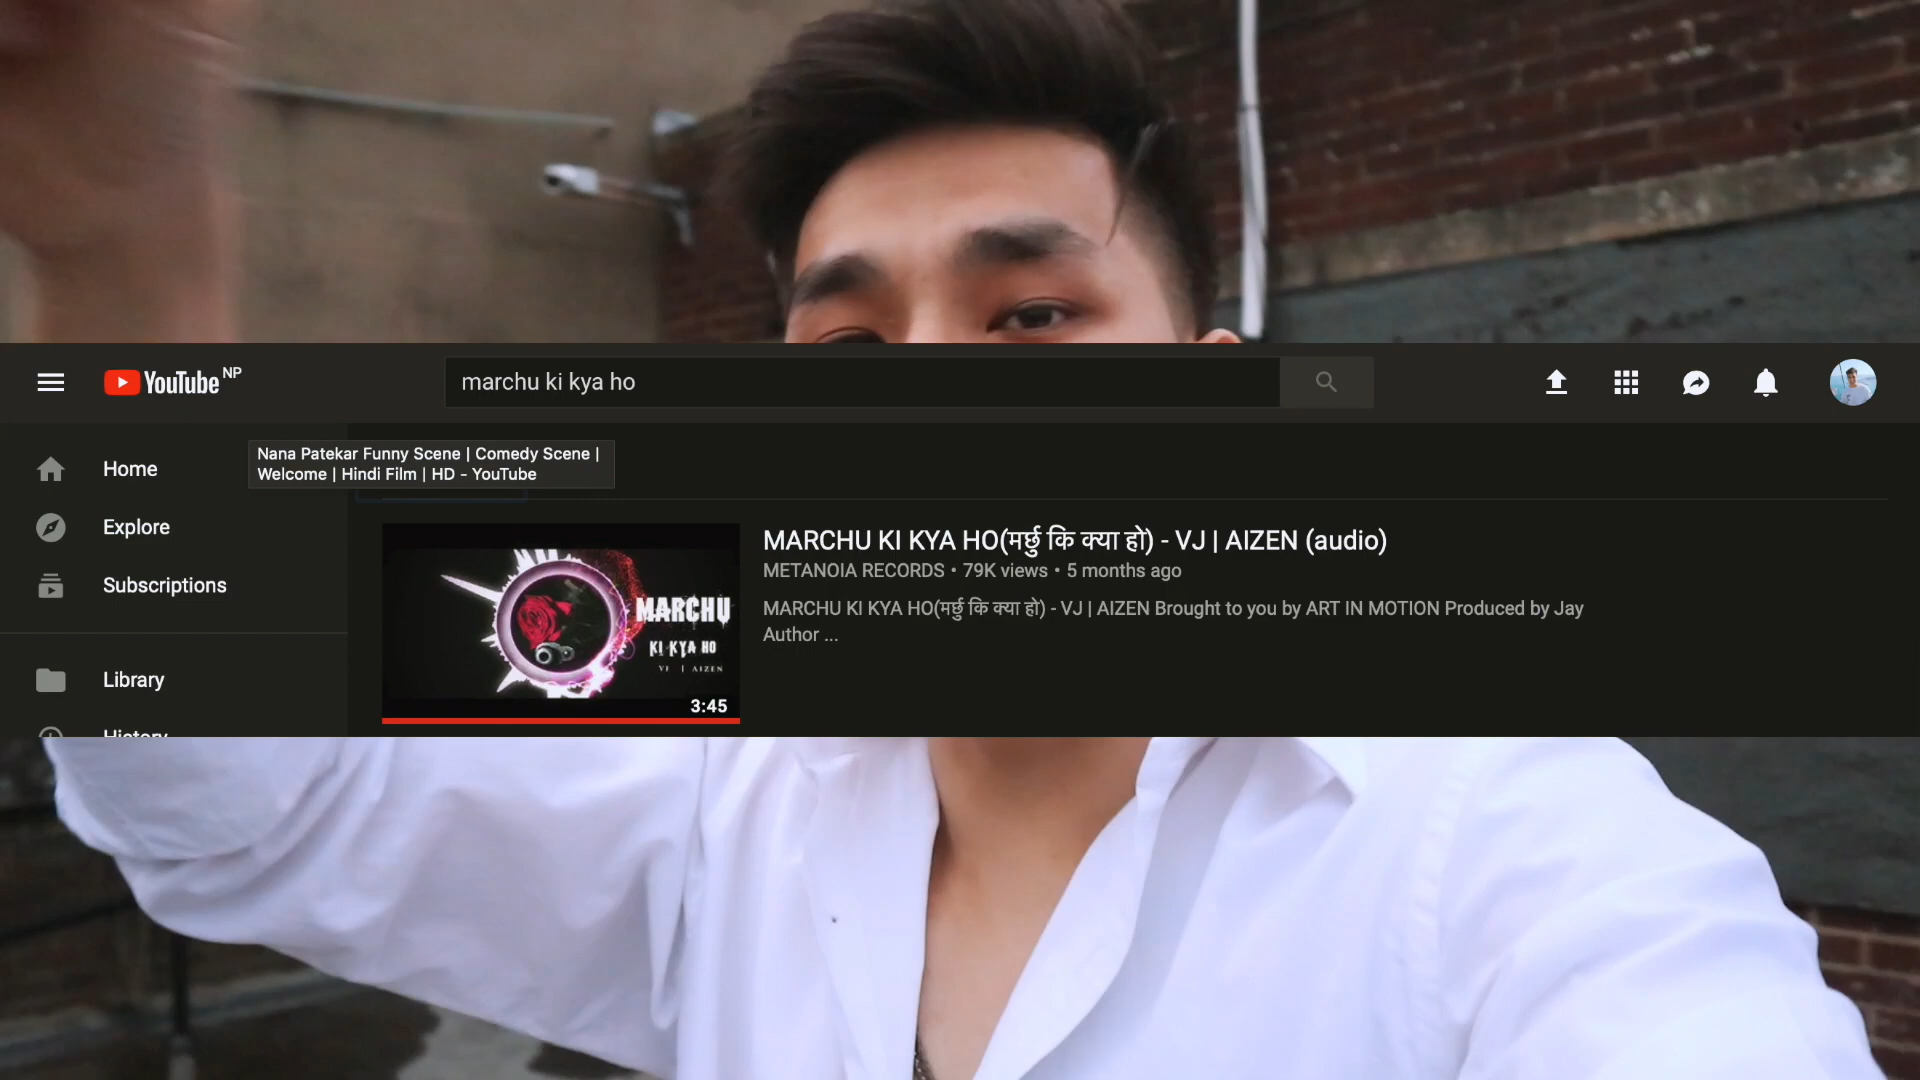 YouTube NP
marchu ki kya ho
Home
Nana Patekar Funny Scene | Comedy Scene |
Welcome | Hindi Film | HD - YouTube
Explore
Subscriptions
Library
History
MARCHU
KI KYA HO
VJ | AIZEN
3:45
MARCHU KI KYA HO(मर्छु कि क्या हो) - VJ | AIZEN (audio)
METANOIA RECORDS • 79K views • 5 months ago
MARCHU KI KYA HO(मर्छु कि क्या हो) - VJ | AIZEN Brought to you by ART IN MOTION Produced by Jay
Author ...